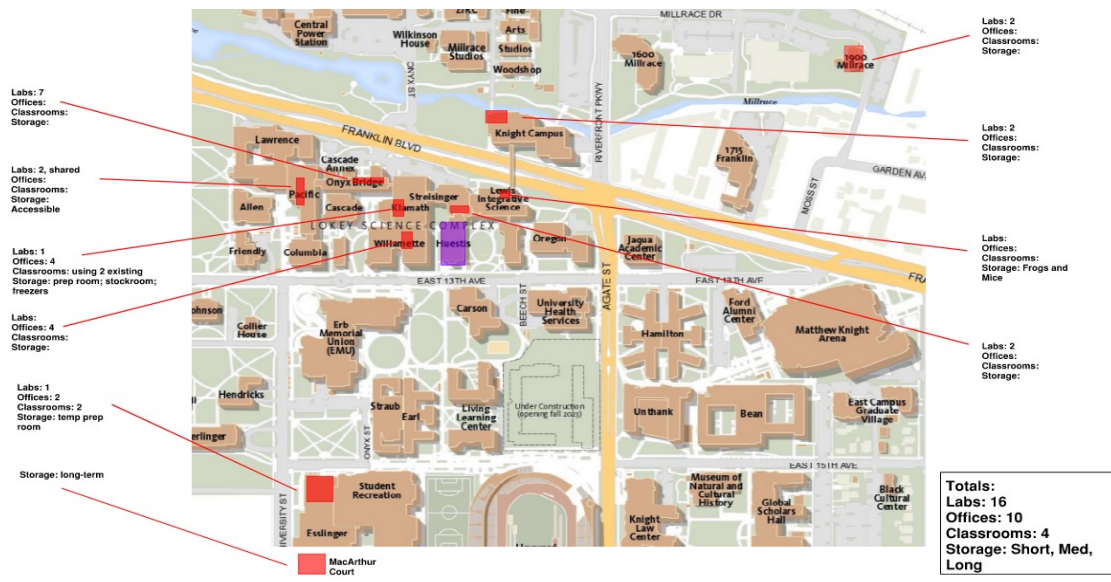 Labs: 7
Offices:
Classrooms:
Storage:
Labs: 2, shared
Offices:
Classrooms:
Storage:
Accessible
Labs: 1
Offices: 4
Classrooms: using 2 existing
Storage: prep room; stockroom;
freezers
Labs:
Offices: 4
Classrooms:
Storage:
Labs: 1
Offices: 2
Classrooms: 2
Storage: temp prep
room
Storage: long-term
MacArthur
Court
Central
Power
Station
Wilkinson
House
ZIRC
Millrace
Studios
Fine
Arts
Studios
Woodshop
ONYX ST
MILLRACE DR
1600
Millrace
1900
Millrace
Millrace
RIVERFRONT PKWY
Knight Campus
1715
Franklin
GARDEN AV
MOSS ST
FRANKLIN BLVD
Lawrence
Cascade
Annex
Onyx Bridge
Pacific
Allen
Cascade
Streisinger
Klamath
Lewis
Integrative
Science
LOKEY SCIENCE COMPLEX
Friendly
Columbia
Willamette
Huestis
Oregon
Jaqua
Academic
Center
FRA
EAST 13TH AVE
EAST 13TH AVE
AGATE ST
BEECH ST
ohnson
Collier
House
Erb
Memorial
Union
(EMU)
Carson
University
Health
Services
Hamilton
Ford
Alumni
Center
Matthew Knight
Arena
Hendricks
Straub
Earl
Living
Learning
Center
Under Construction
(opening fall 2023)
Unthank
Bean
East Campus
Graduate
Village
erlinger
ONYX ST
EAST 15TH AVE
IVERSITY ST
Student
Recreation
Esslinger
Museum of
Natural and
Cultural
History
Knight
Law
Center
Global
Scholars
Hall
Black
Cultural
Center
Labs: 2
Offices:
Classrooms:
Storage:
Labs: 2
Offices:
Classrooms:
Storage:
Labs:
Offices:
Classrooms:
Storage: Frogs and
Mice
Labs: 2
Offices:
Classrooms:
Storage:
Totals:
Labs: 16
Offices: 10
Classrooms: 4
Storage: Short, Med,
Long